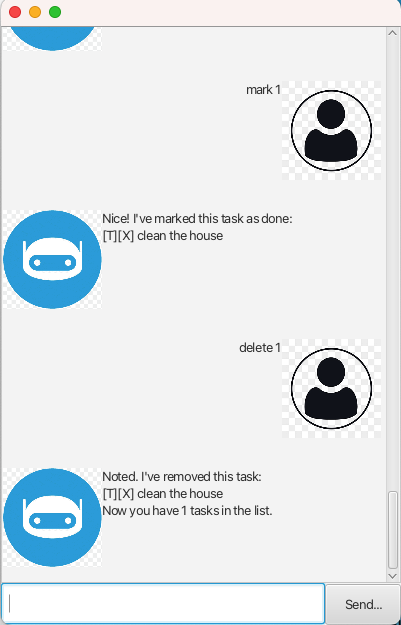 mark 1
Nice! I've marked this task as done:
[T][X] clean the house
delete 1
Noted. I've removed this task:
[T][X] clean the house
Now you have 1 tasks in the list.
Send...